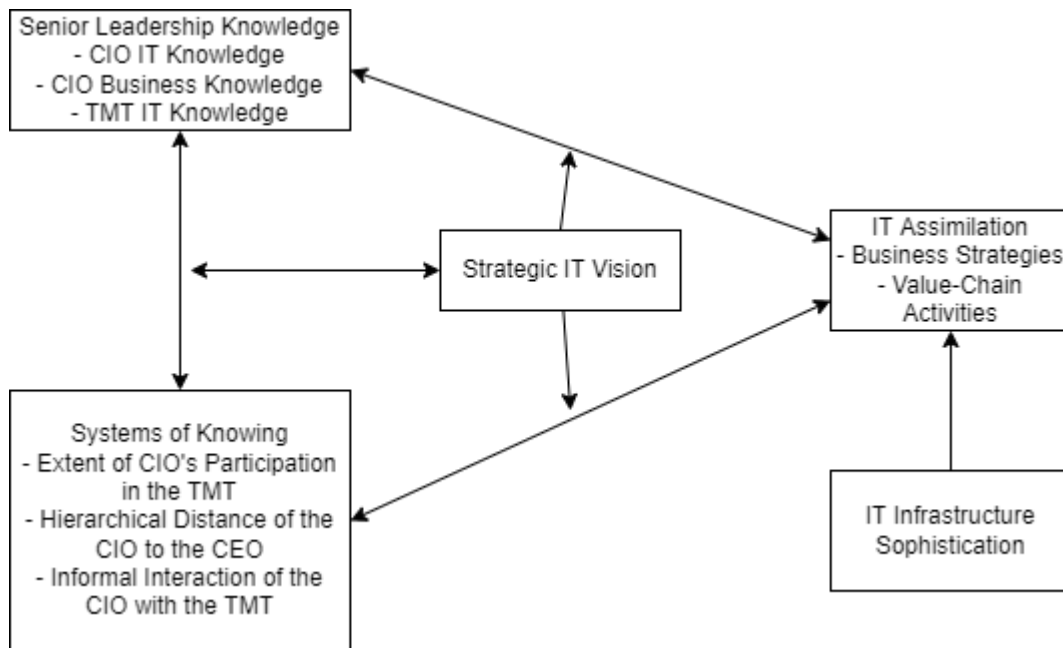 Senior Leadership Knowledge
- CIO IT Knowledge
- CIO Business Knowledge
- TMT IT Knowledge
Strategic IT Vision
IT Assimilation
- Business Strategies
- Value-Chain
Activities
Systems of Knowing
- Extent of CIO's Participation
in the TMT
- Hierarchical Distance of the
CIO to the CEO
- Informal Interaction of the
CIO with the TMT
IT Infrastructure
Sophistication